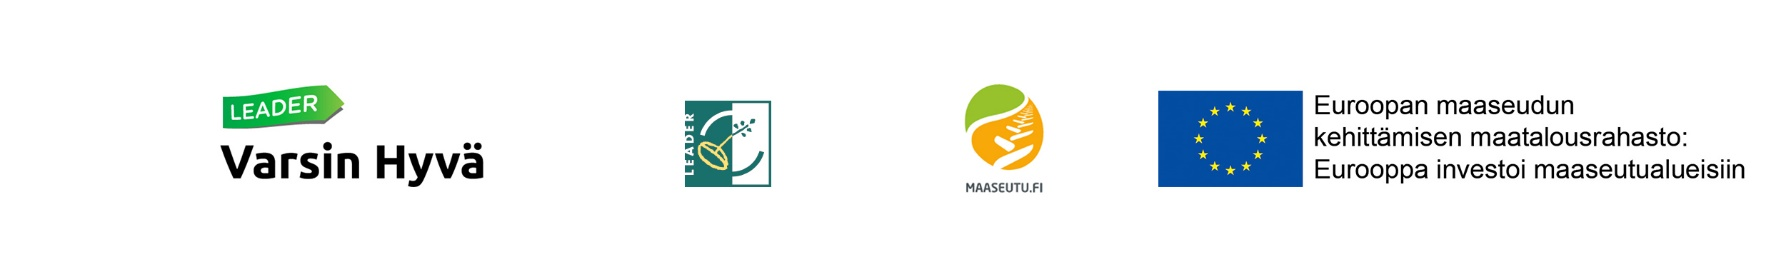 LEADER
Varsin Hyvä
LEADER
MAASEUTU.FI
Euroopan maaseudun
kehittämisen maatalousrahasto:
Eurooppa investoi maaseutualueisiin